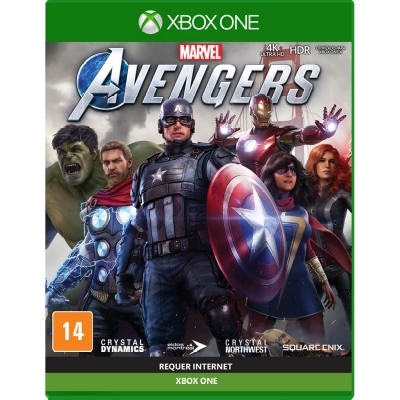 XBOX ONE
MARVEL
AVENGERS
4K
ULTRA HD
HDR
14
CRYSTAL
DYNAMICS
eidos
montréal
CRYSTAL
NORTHWEST
SQUARE ENIX
REQUER INTERNET
XBOX ONE